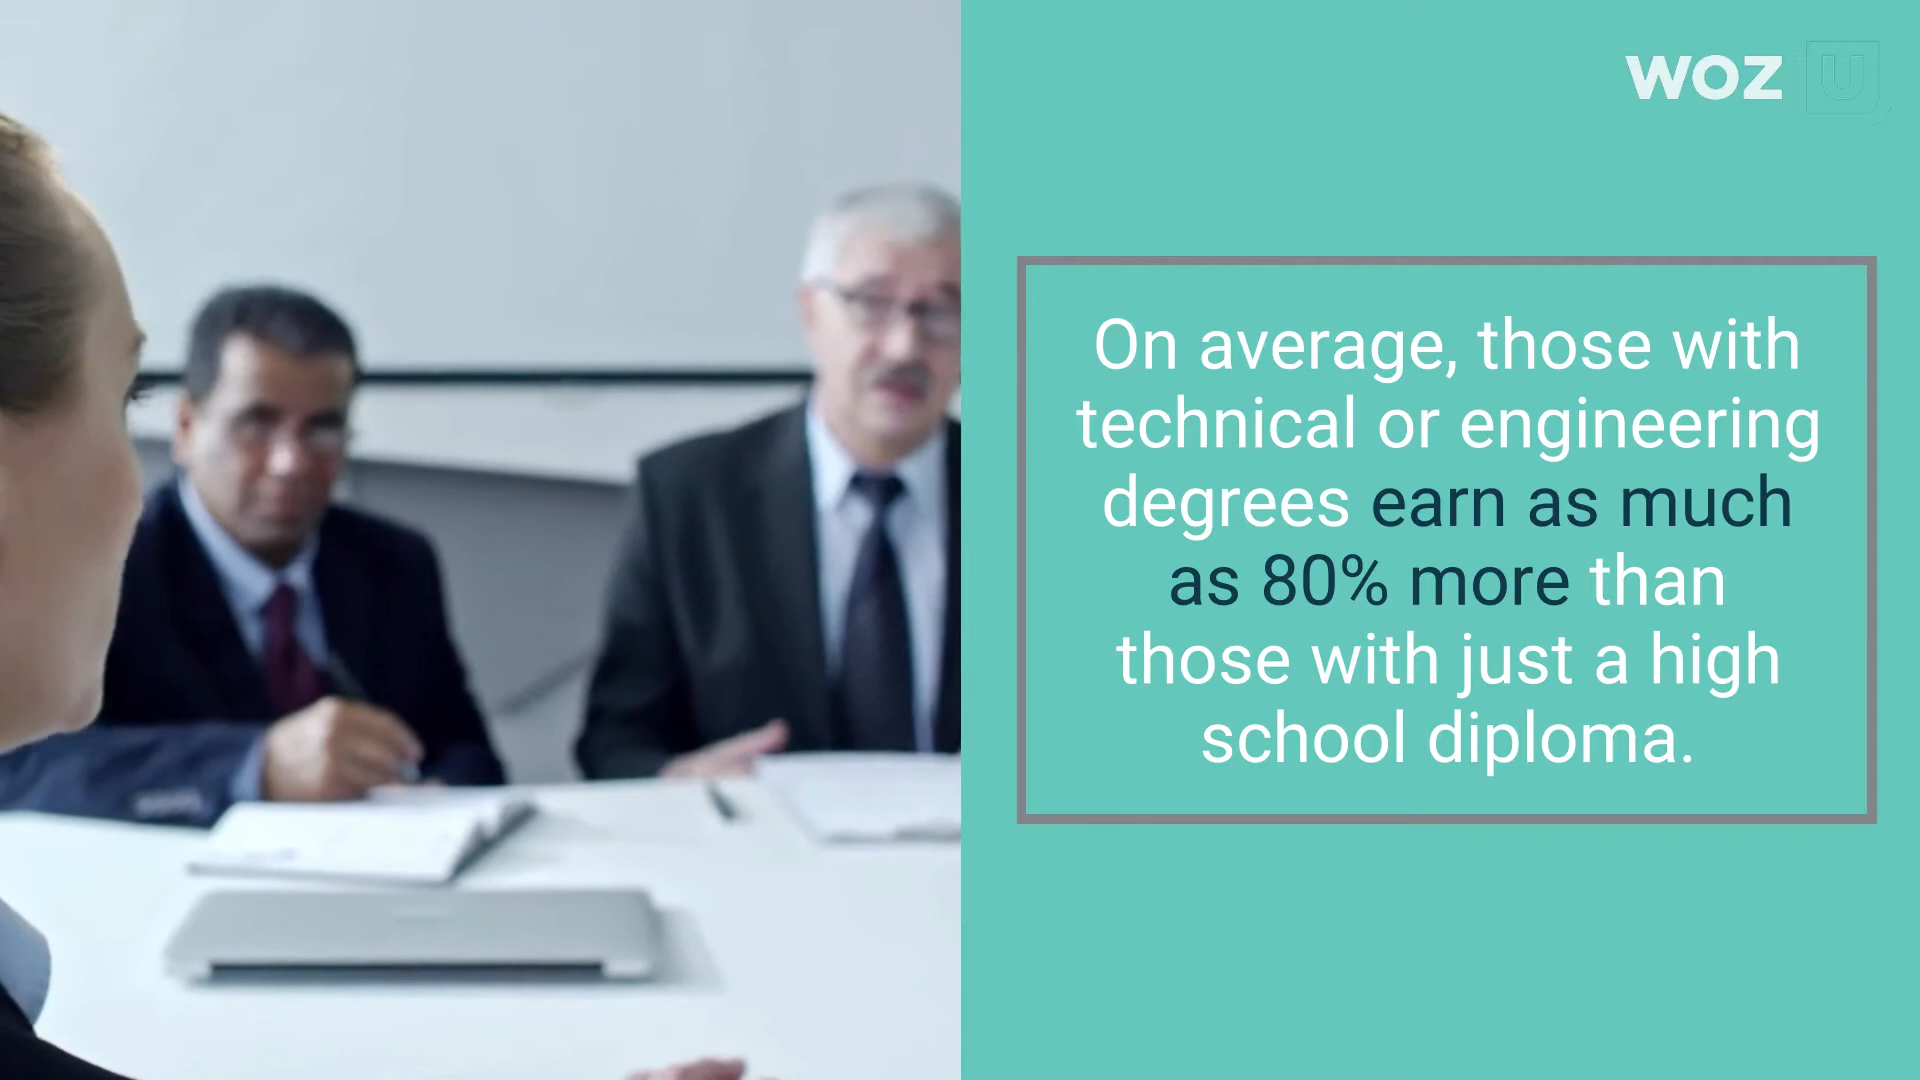 WOZ U
On average, those with
technical or engineering
degrees earn as much
as 80% more than
those with just a high
school diploma.